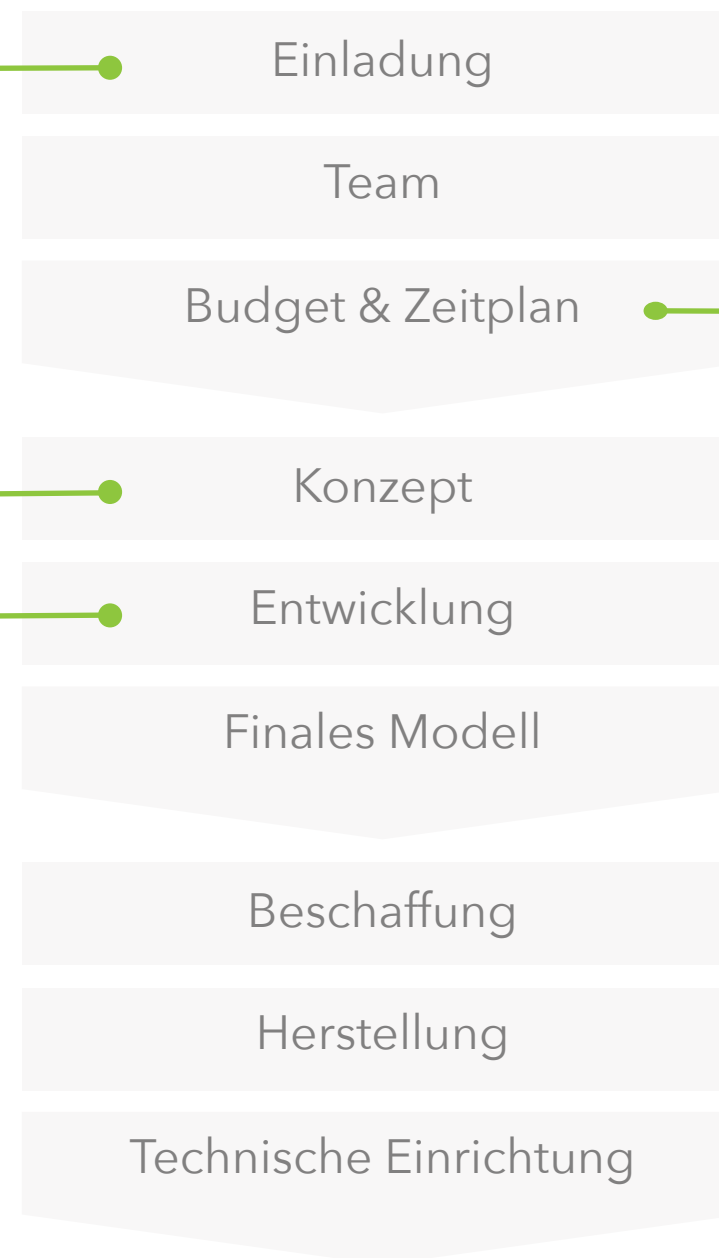 Einladung
Team
Budget & Zeitplan
Konzept
Entwicklung
Finales Modell
Beschaffung
Herstellung
Technische Einrichtung